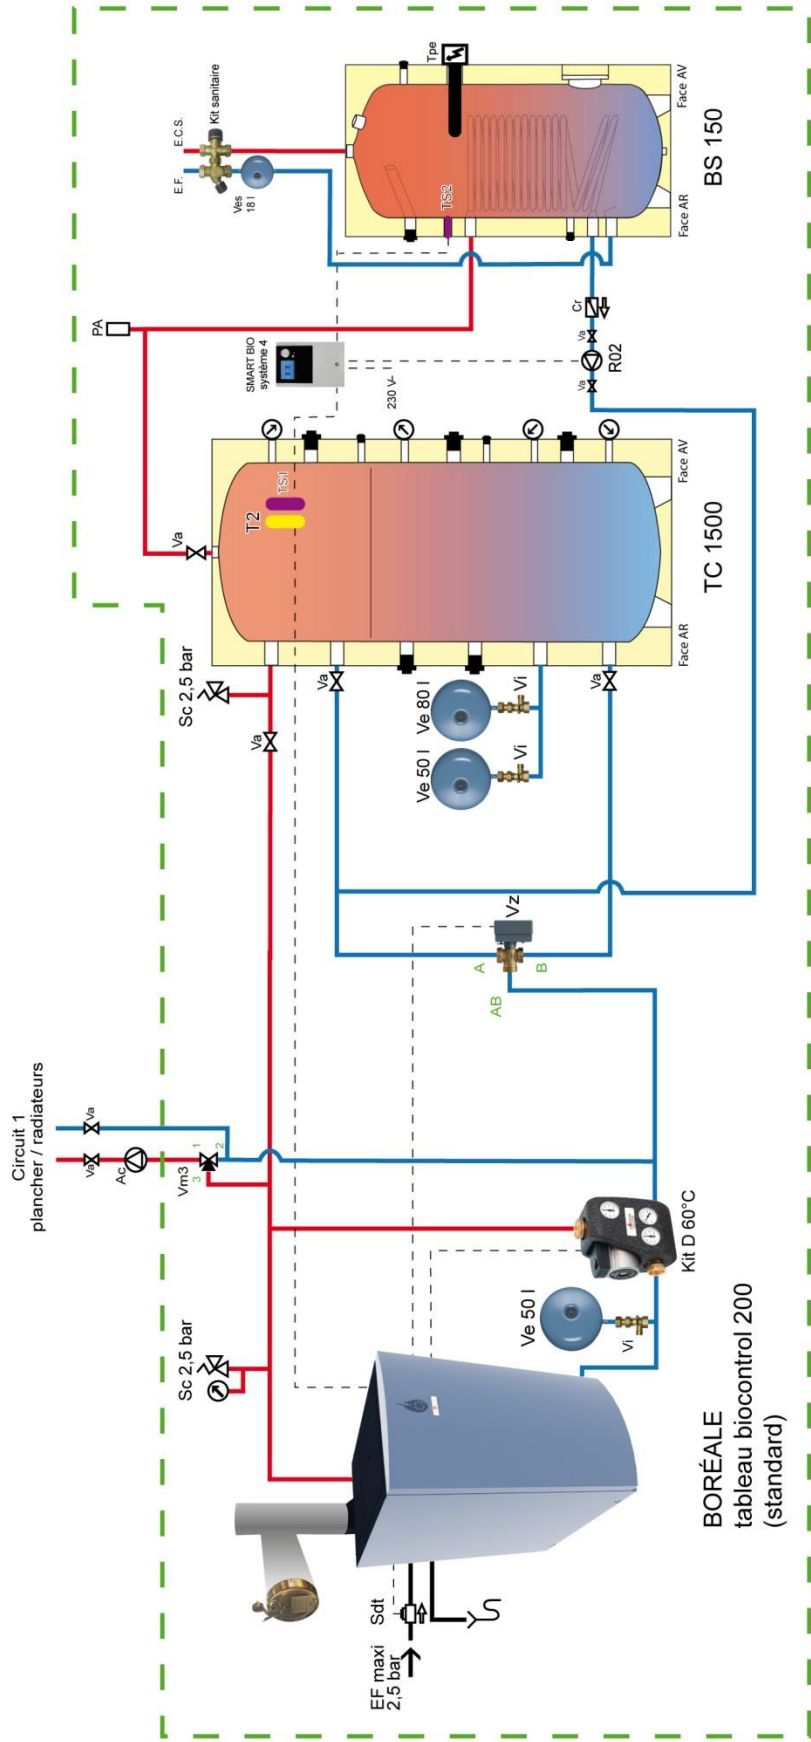 Circuit 1
plancher / radiateurs
Va
Va
Ac
Vm3
1
2
3
Sc 2,5 bar
Sc 2,5 bar
Va
Va
PA
E.F.
E.C.S.
Kit sanitaire
Ves
18 l
SMART BIO
système 4
230 V~
TS2
Tpe
Face AR
Face AV
BS 150
T2
TS1
Face AR
Face AV
TC 1500
Va
Va
Ve 50 l
Ve 80 l
Vi
Vi
Va
R02
Va
Cr
A
AB
B
Vz
Kit D 60°C
Ve 50 l
Vi
EF maxi
2,5 bar
Sdt
BORÉALE
tableau biocontrol 200
(standard)